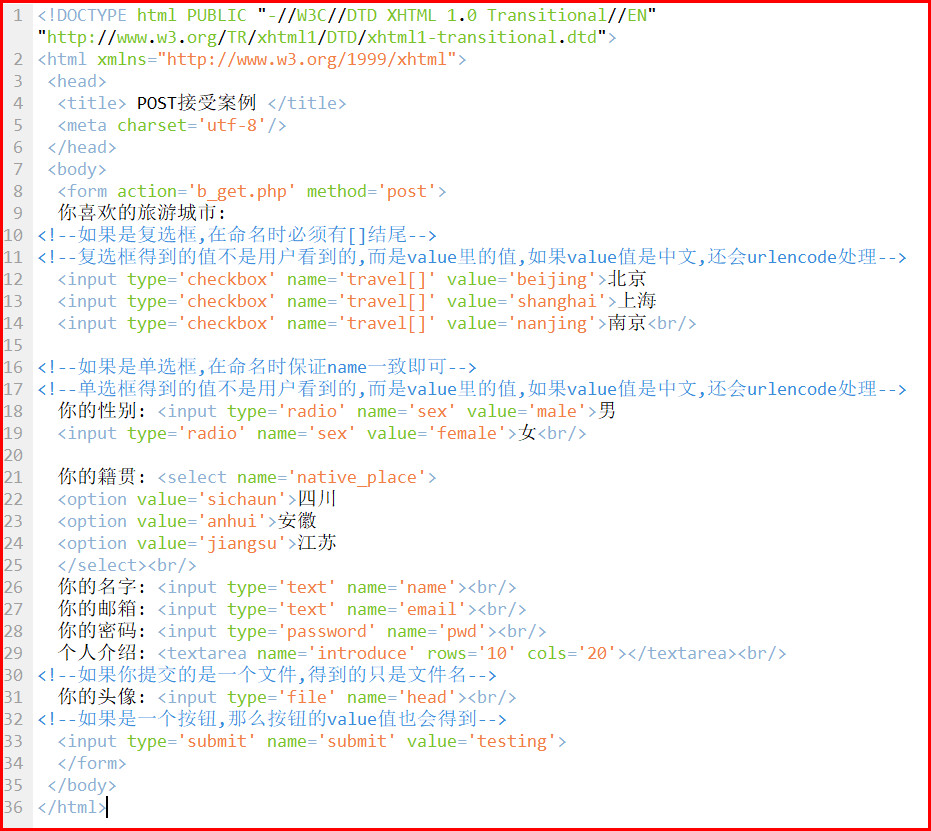 1 <!DOCTYPE html PUBLIC "-//W3C//DTD XHTML 1.0 Transitional//EN"
"http://www.w3.org/TR/xhtml1/DTD/xhtml1-transitional.dtd">
2 <html xmlns="http://www.w3.org/1999/xhtml">
3 <head>
4 <title> POST接受案例 </title>
5 <meta charset='utf-8'/>
6 </head>
7 <body>
8 <form action='b_get.php' method='post'>
9 你喜欢的旅游城市:
10 <!--如果是复选框,在命名时必须有[]结尾-->
11 <!--复选框得到的值不是用户看到的,而是value里的值,如果value值是中文,还会urlencode处理-->
12 <input type='checkbox' name='travel[]' value='beijing'>北京
13 <input type='checkbox' name='travel[]' value='shanghai'>上海
14 <input type='checkbox' name='travel[]' value='nanjing'>南京<br/>
15
16 <!--如果是单选框,在命名时保证name一致即可-->
17 <!--单选框得到的值不是用户看到的,而是value里的值,如果value值是中文,还会urlencode处理-->
18 你的性别: <input type='radio' name='sex' value='male'>男
19 <input type='radio' name='sex' value='female'>女<br/>
20
21 你的籍贯: <select name='native_place'>
22 <option value='sichaun'>四川
23 <option value='anhui'>安徽
24 <option value='jiangsu'>江苏
25 </select><br/>
26 你的名字: <input type='text' name='name'><br/>
27 你的邮箱: <input type='text' name='email'><br/>
28 你的密码: <input type='password' name='pwd'><br/>
29 个人介绍: <textarea name='introduce' rows='10' cols='20'></textarea><br/>
30 <!--如果你提交的是一个文件,得到的只是文件名-->
31 你的头像: <input type='file' name='head'><br/>
32 <!--如果是一个按钮,那么按钮的value值也会得到-->
33 <input type='submit' name='submit' value='testing'>
34 </form>
35 </body>
36 </html>